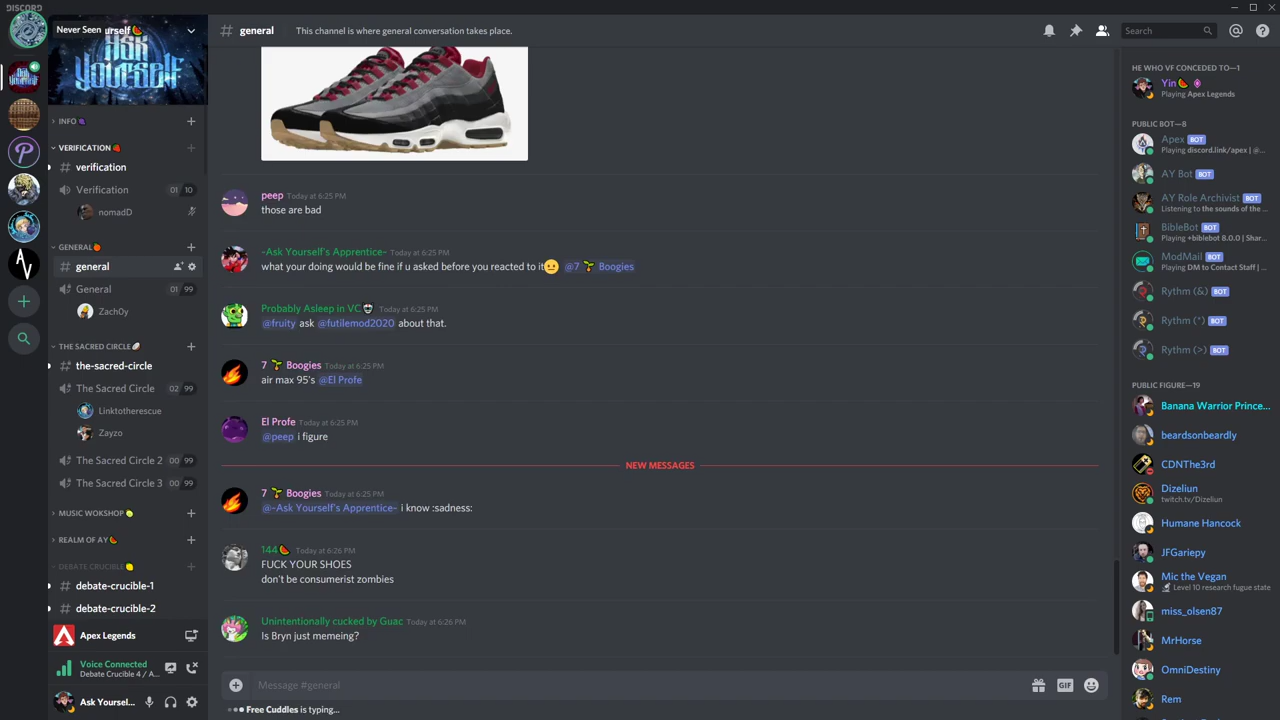 DISCORD
Never Seen urself
ASK
YOURSELF
INFO
VERIFICATION
verification
Verification 01 10
nomadD
GENERAL
general
General 01 99
Zach0y
THE SACRED CIRCLE
the-sacred-circle
The Sacred Circle 02 99
Linktotherescue
Zayzo
The Sacred Circle 2 00 99
The Sacred Circle 3 00 99
MUSIC WOKSHOP
REALM OF AY
DEBATE CRUCIBLE
debate-crucible-1
debate-crucible-2
Apex Legends
Voice Connected
Debate Crucible 4 / A...
Ask Yoursel...
# general This channel is where general conversation takes place.
Search
peep Today at 6:25 PM
those are bad
~Ask Yourself's Apprentice~ Today at 6:25 PM
what your doing would be fine if u asked before you reacted to it😐 @7 🌱 Boogies
Probably Asleep in VC Today at 6:25 PM
@fruity ask @futilemod2020 about that.
7 🌱 Boogies Today at 6:25 PM
air max 95's @El Profe
El Profe Today at 6:25 PM
@peep i figure
NEW MESSAGES
7 🌱 Boogies Today at 6:25 PM
@~Ask Yourself's Apprentice~ i know :sadness:
144🍉 Today at 6:26 PM
FUCK YOUR SHOES
don't be consumerist zombies
Unintentionally cucked by Guac Today at 6:26 PM
Is Bryn just memeing?
Message #general
GIF
Free Cuddles is typing...
HE WHO VF CONCEDED TO—1
Yin🍉
Playing Apex Legends
PUBLIC BOT—8
Apex BOT
Playing discord.link/apex | @...
AY Bot BOT
AY Role Archivist BOT
Listening to the sounds of the ...
BibleBot BOT
Playing +biblebot 8.0.0 | Shar...
ModMail BOT
Playing DM to Contact Staff | ...
Rythm (&) BOT
Rythm (*) BOT
Rythm (>) BOT
PUBLIC FIGURE—19
Banana Warrior Prince...
beardsonbeardly
CDNThe3rd
Dizeliun
twitch.tv/Dizeliun
Humane Hancock
JFGariepy
Mic the Vegan
Level 10 research fugue state
miss_olsen87
MrHorse
OmniDestiny
Rem